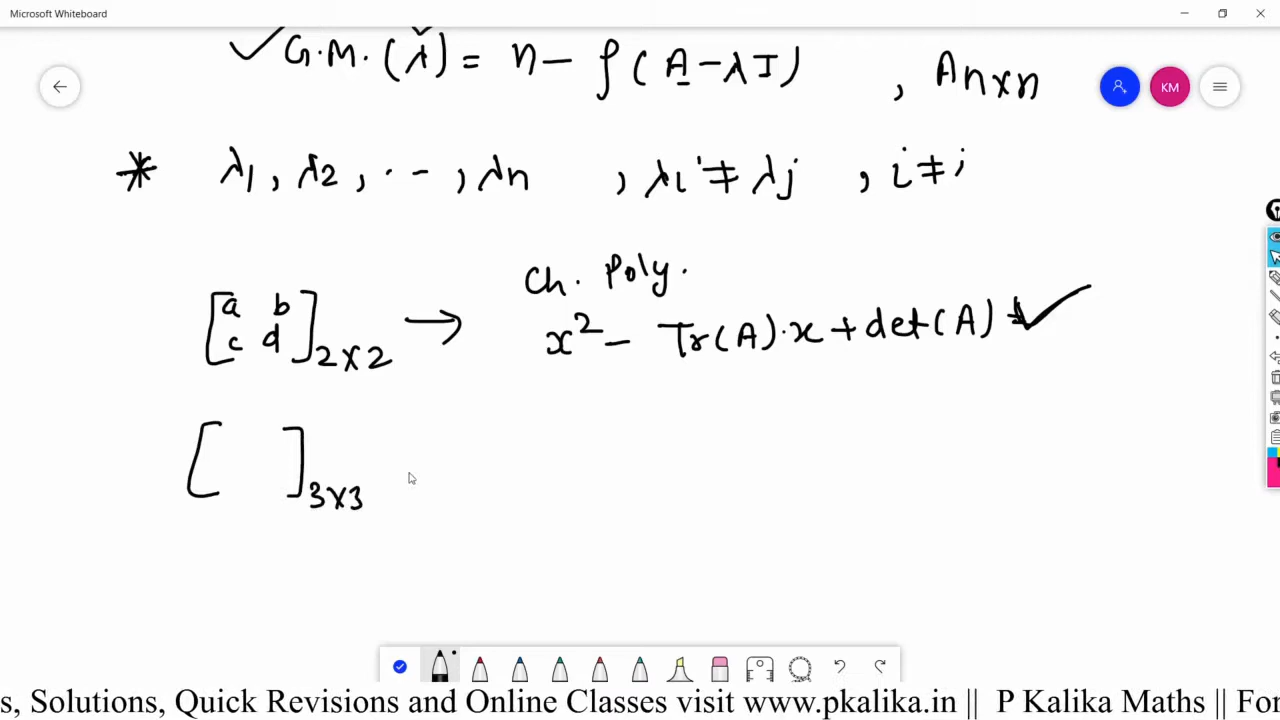 Microsoft Whiteboard
✓ G.M.(λ) = n - ρ(A - λI) , A n×n
KM
* λ1, λ2, ..., λn , λi ≠ λj , i ≠ j
Ch. Poly.
[a b
c d]2×2 → x² - Tr(A)·x + det(A) ✓
[ ]3×3
s, Solutions, Quick Revisions and Online Classes visit www.pkalika.in || P Kalika Maths || For